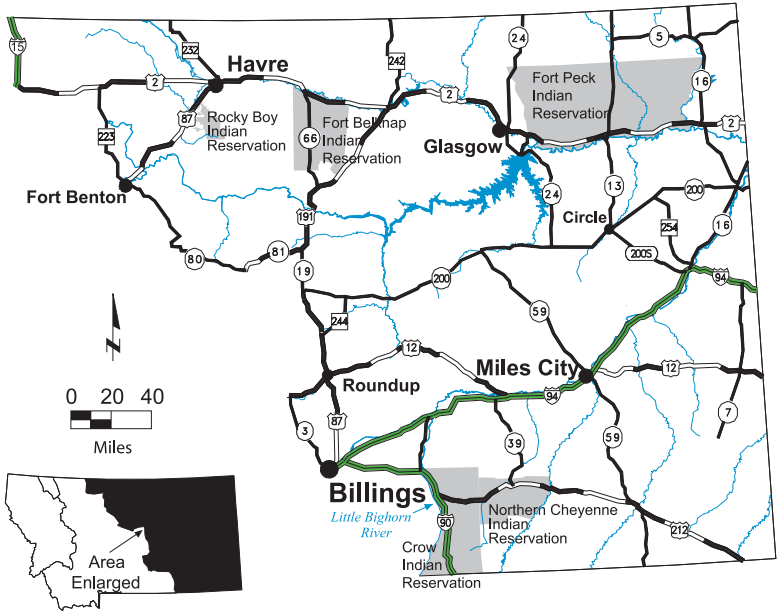 15
232
Havre
2
242
24
5
16
Fort Peck
Indian
Reservation
2
87
Rocky Boy
Indian
Reservation
Fort Belknap
Indian
Reservation
66
223
2
Glasgow
Fort Benton
24
13
200
191
Circle
254
16
200S
80
81
19
200
94
59
244
12
Miles City
12
Roundup
94
0 20 40
Miles
3
87
39
59
7
Billings
Little Bighorn
River
90
Northern Cheyenne
Indian
Reservation
212
Crow
Indian
Reservation
Area
Enlarged